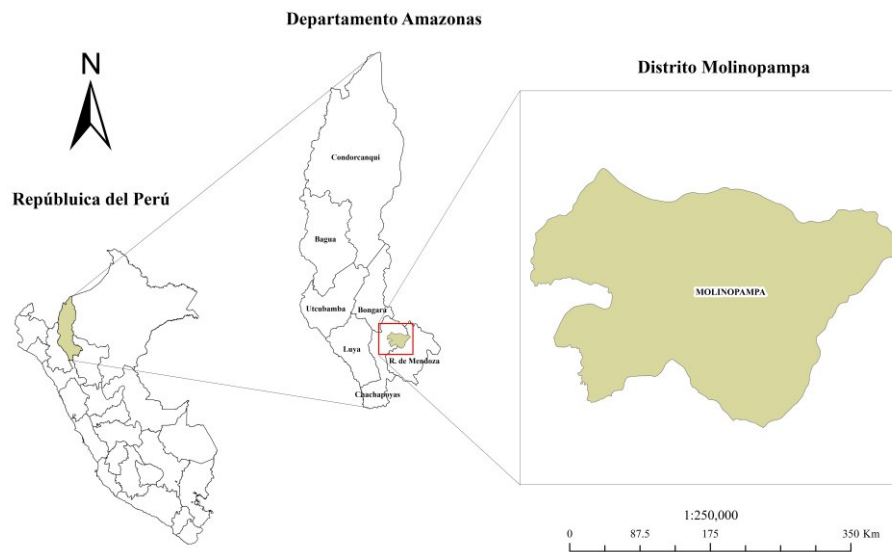 Departamento Amazonas
N
Distrito Molinopampa
Repúbluica del Perú
Condorcanqui
Bagua
Utcubamba
Bongará
Luya
R. de Mendoza
Chachapoyas
MOLINOPAMPA
1:250,000
0 87.5 175 350 Km